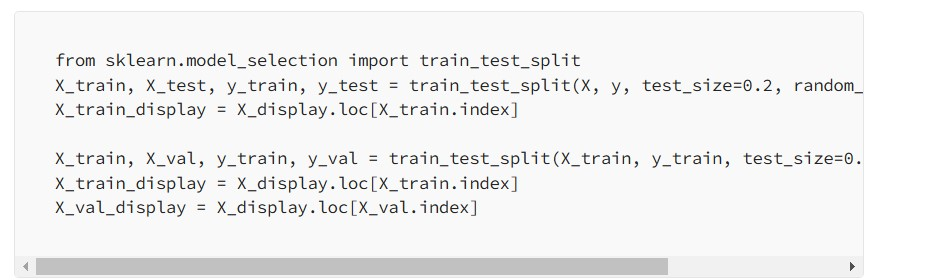 from sklearn.model_selection import train_test_split
X_train, X_test, y_train, y_test = train_test_split(X, y, test_size=0.2, random_
X_train_display = X_display.loc[X_train.index]
X_train, X_val, y_train, y_val = train_test_split(X_train, y_train, test_size=0.
X_train_display = X_display.loc[X_train.index]
X_val_display = X_display.loc[X_val.index]